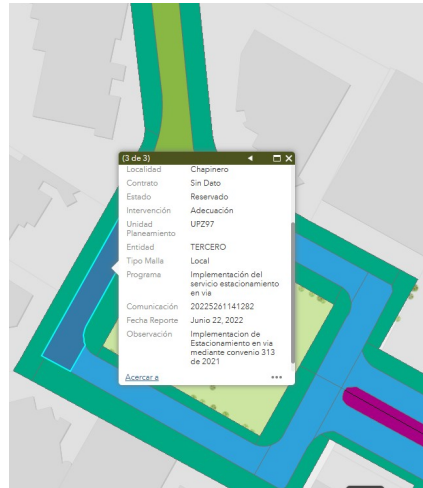 (3 de 3)
Localidad Chapinero
Contrato Sin Dato
Estado Reservado
Intervención Adecuación
Unidad Planeamiento UPZ97
Entidad TERCERO
Tipo Malla Local
Programa Implementación del
servicio estacionamiento
en via
Comunicación 20225261141282
Fecha Reporte Junio 22, 2022
Observación Implementacion de
Estacionamiento en via
mediante convenio 313
de 2021
Acercar a